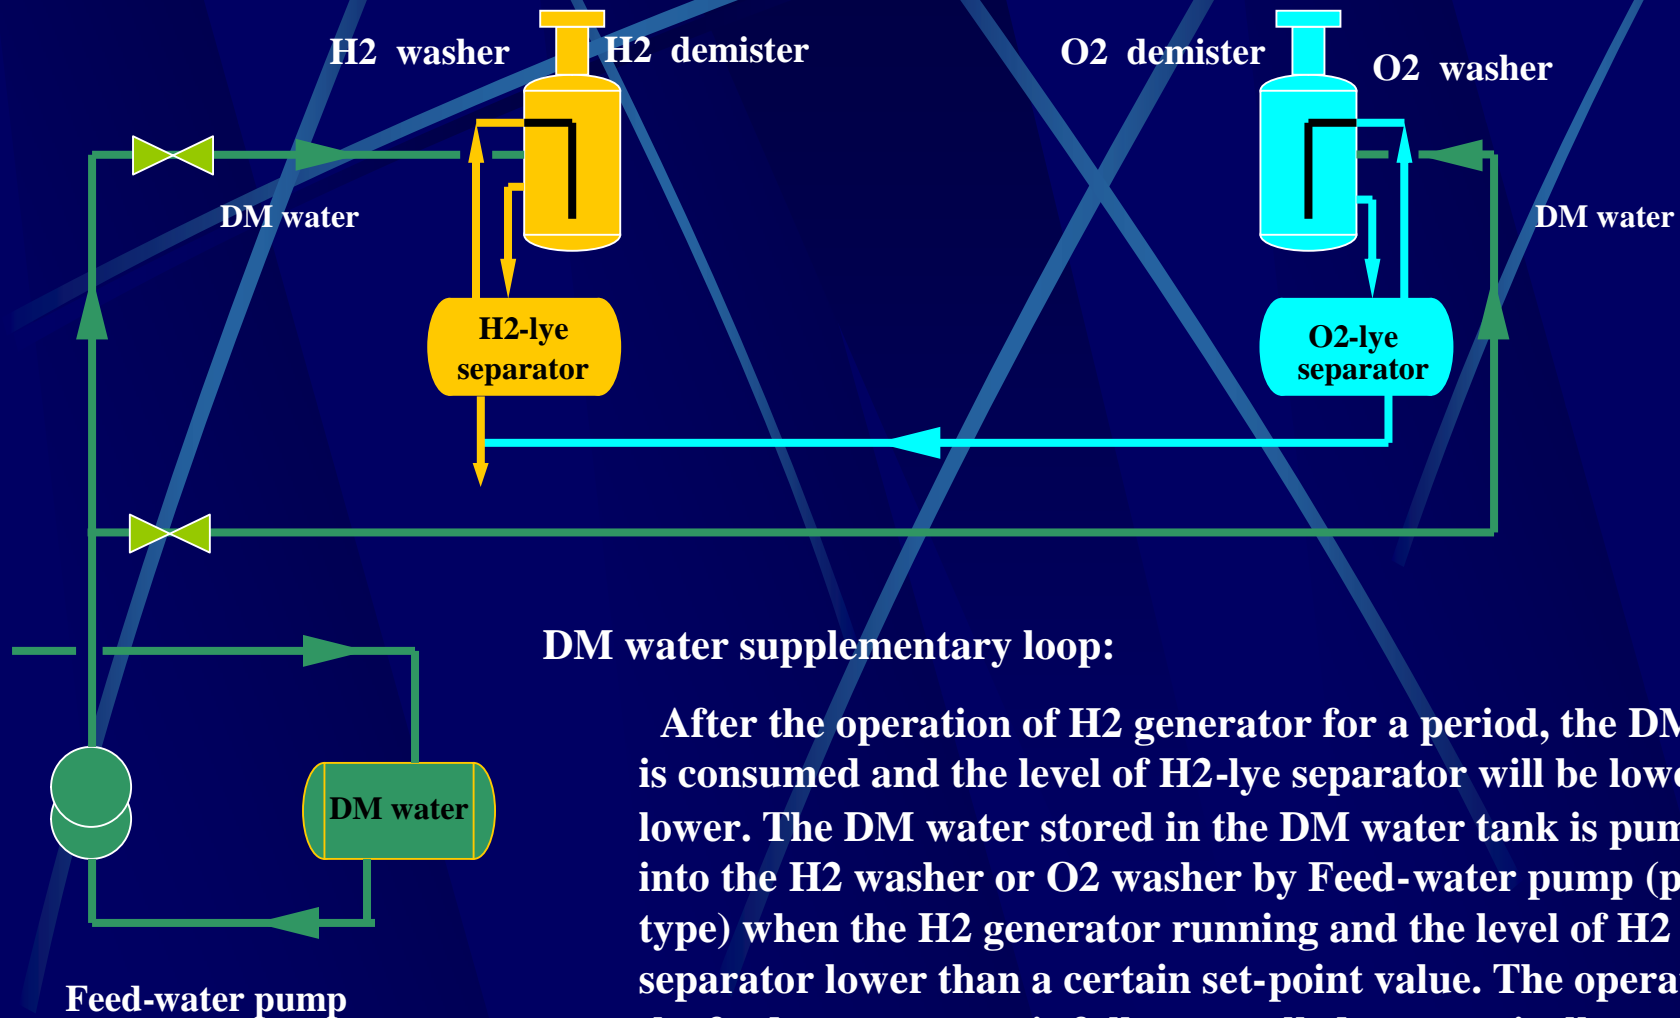 H2 washer
H2 demister
O2 demister
O2 washer
DM water
DM water
H2-lye
separator
O2-lye
separator
DM water supplementary loop:
After the operation of H2 generator for a period, the DM
is consumed and the level of H2-lye separator will be
lower. The DM water stored in the DM water tank is
into the H2 washer or O2 washer by Feed-water pump
type) when the H2 generator running and the level of H2
separator lower than a certain set-point value. The
DM water
Feed-water pump